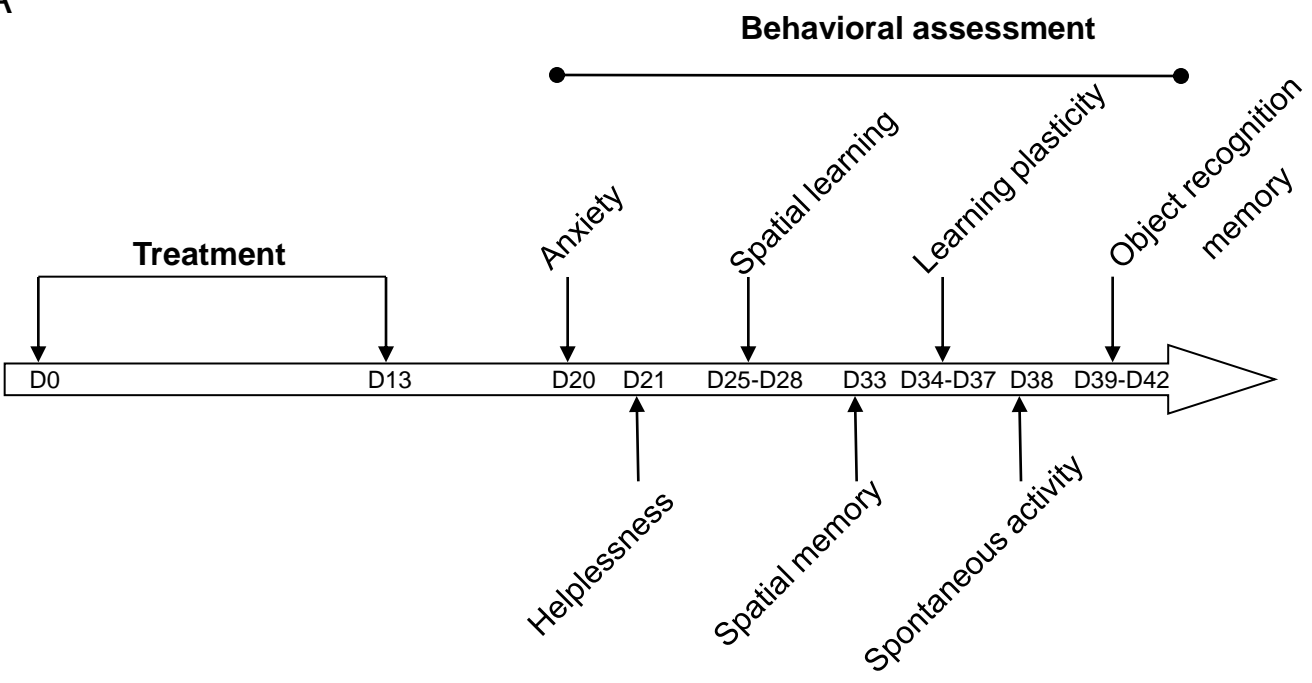 A
Behavioral assessment
Treatment
Anxiety
Spatial learning
Learning plasticity
Object recognition
memory
D0 D13 D20 D21 D25-D28 D33 D34-D37 D38 D39-D42
Helplessness
Spatial memory
Spontaneous activity